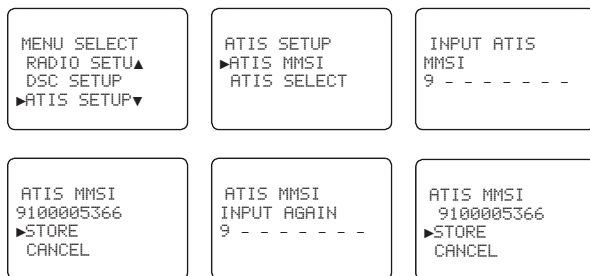 MENU SELECT
RADIO SETU▲
DSC SETUP
►ATIS SETUP▼
ATIS SETUP
►ATIS MMSI
ATIS SELECT
INPUT ATIS
MMSI
9 - - - - - - -
ATIS MMSI
9100005366
►STORE
CANCEL
ATIS MMSI
INPUT AGAIN
9 - - - - - - -
ATIS MMSI
9100005366
►STORE
CANCEL